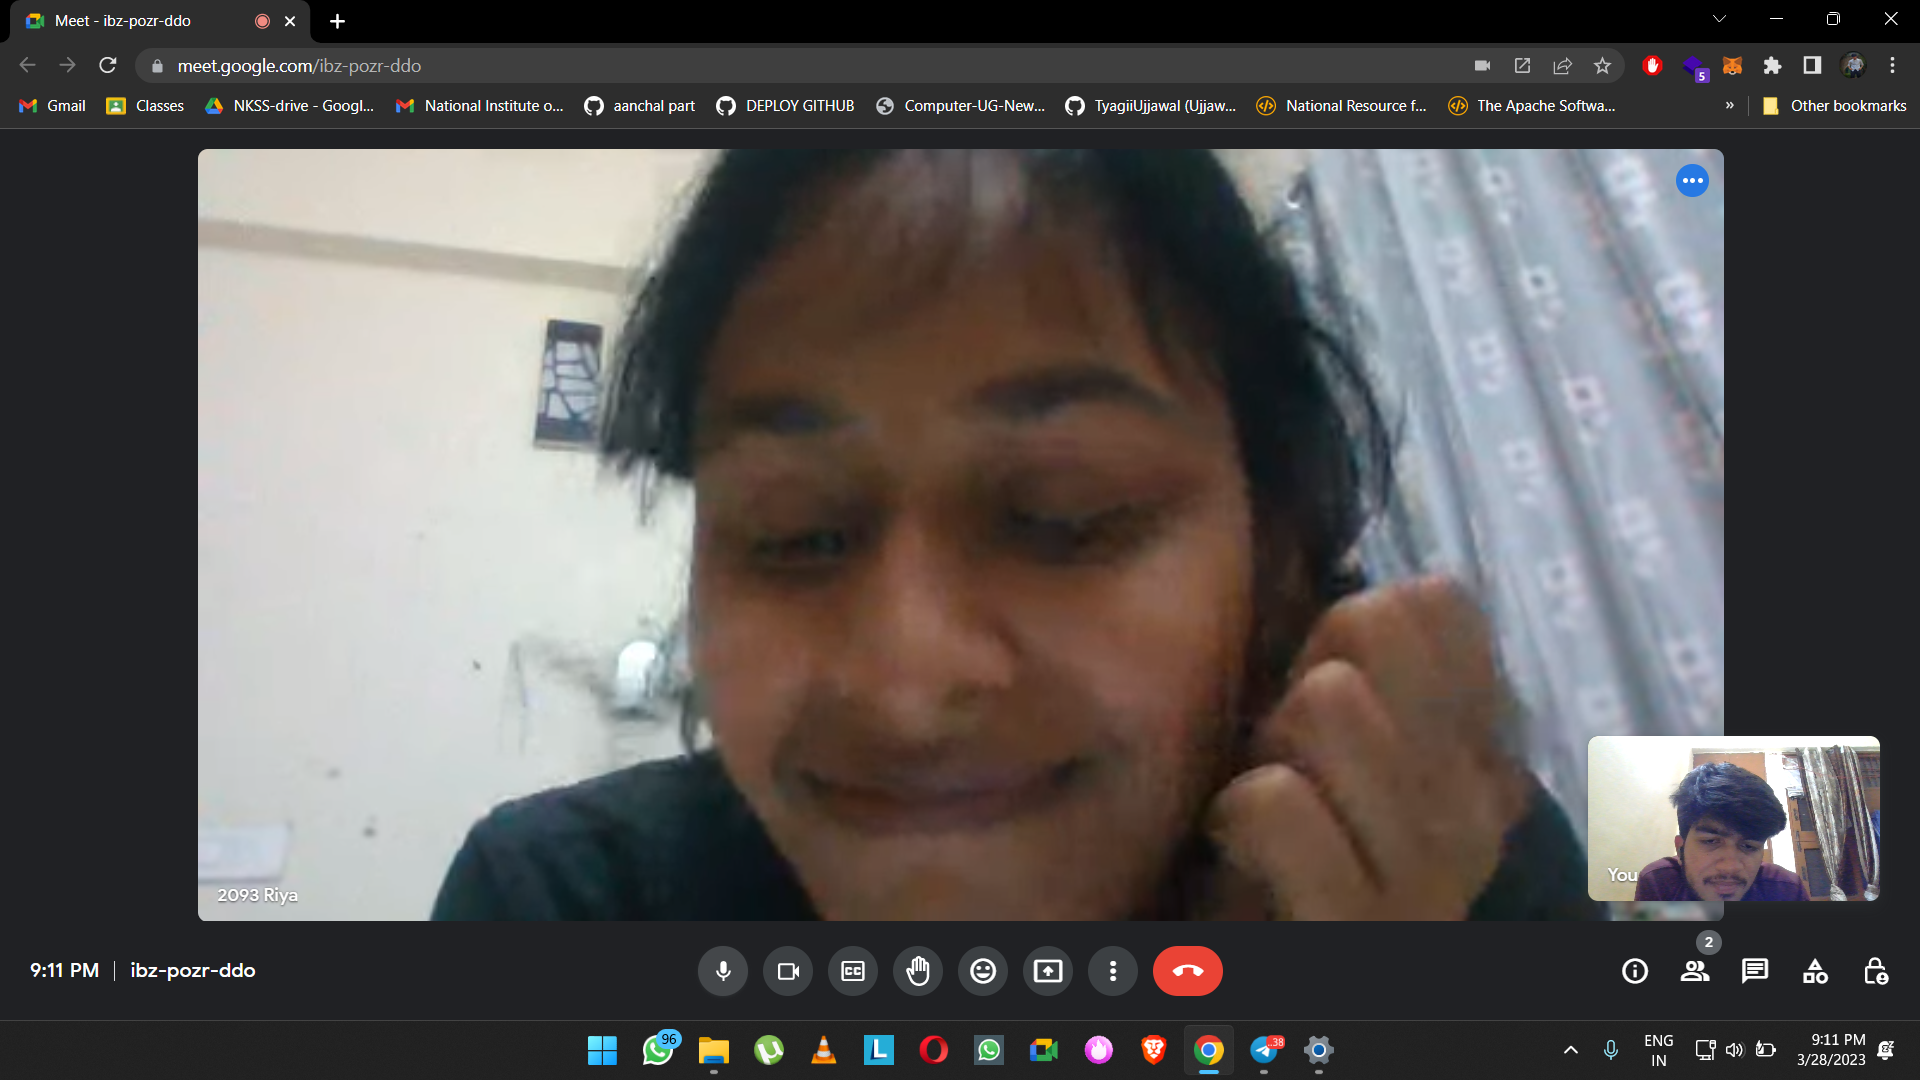 Meet - ibz-pozr-ddo
meet.google.com/ibz-pozr-ddo
5
Gmail
Classes
NKSS-drive - Googl...
National Institute o...
aanchal part
DEPLOY GITHUB
Computer-UG-New...
TyagiiUjjawal (Ujjaw...
National Resource f...
The Apache Softwa...
»
Other bookmarks
2093 Riya
You
9:11 PM | ibz-pozr-ddo
CC
2
96
L
38
ENG
IN
9:11 PM
3/28/2023